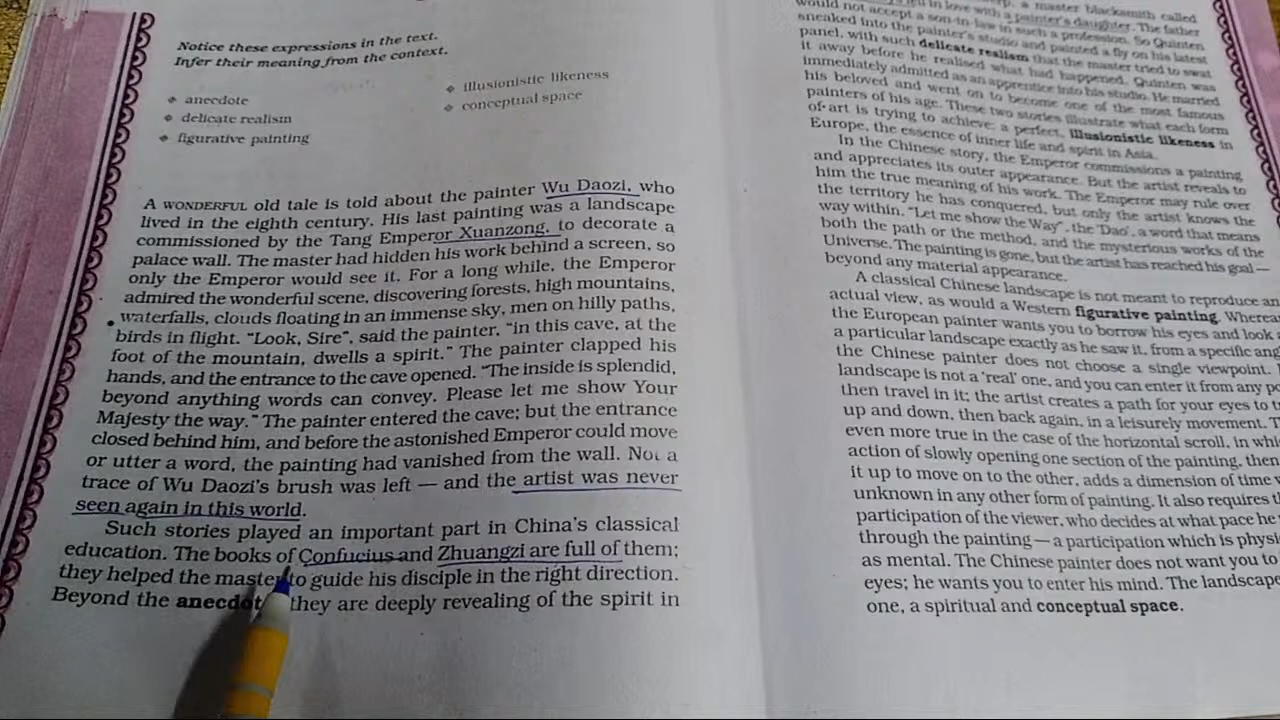 Notice these expressions in the text.
Infer their meaning from the context.
anecdote
delicate realism
figurative painting
illusionistic likeness
conceptual space
A WONDERFUL old tale is told about the painter Wu Daozi, who
lived in the eighth century. His last painting was a landscape
commissioned by the Tang Emperor Xuanzong, to decorate a
palace wall. The master had hidden his work behind a screen, so
only the Emperor would see it. For a long while, the Emperor
admired the wonderful scene, discovering forests, high mountains,
waterfalls, clouds floating in an immense sky, men on hilly paths,
birds in flight. “Look, Sire”, said the painter, “in this cave, at the
foot of the mountain, dwells a spirit.” The painter clapped his
hands, and the entrance to the cave opened. “The inside is splendid,
beyond anything words can convey. Please let me show Your
Majesty the way.” The painter entered the cave; but the entrance
closed behind him, and before the astonished Emperor could move
or utter a word, the painting had vanished from the wall. Not a
trace of Wu Daozi’s brush was left — and the artist was never
seen again in this world.
Such stories played an important part in China’s classical
education. The books of Confucius and Zhuangzi are full of them;
they helped the master to guide his disciple in the right direction.
Beyond the anecdot they are deeply revealing of the spirit in
a master blacksmith called
in love with a painter’s daughter. The father
would not accept a son-in-law in such a profession. So Quinten
sneaked into the painter’s studio and painted a fly on his latest
panel, with such delicate realism that the master tried to swat
it away before he realised what had happened. Quinten was
immediately admitted as an apprentice into his studio. He married
his beloved and went on to become one of the most famous
painters of his age. These two stories illustrate what each form
of art is trying to achieve: a perfect, illusionistic likeness in
Europe, the essence of inner life and spirit in Asia.
In the Chinese story, the Emperor commissions a painting
and appreciates its outer appearance. But the artist reveals to
him the true meaning of his work. The Emperor may rule over
the territory he has conquered, but only the artist knows the
way within. “Let me show the Way”, the ‘Dao’, a word that means
both the path or the method, and the mysterious works of the
Universe. The painting is gone, but the artist has reached his goal —
beyond any material appearance.
A classical Chinese landscape is not meant to reproduce an
actual view, as would a Western figurative painting. Wherea
the European painter wants you to borrow his eyes and look
a particular landscape exactly as he saw it, from a specific ang
the Chinese painter does not choose a single viewpoint.
landscape is not a ‘real’ one, and you can enter it from any po
then travel in it; the artist creates a path for your eyes to t
up and down, then back again, in a leisurely movement. T
even more true in the case of the horizontal scroll, in whi
action of slowly opening one section of the painting, then
it up to move on to the other, adds a dimension of time
unknown in any other form of painting. It also requires t
participation of the viewer, who decides at what pace he
through the painting — a participation which is physi
as mental. The Chinese painter does not want you to
eyes; he wants you to enter his mind. The landscape
one, a spiritual and conceptual space.